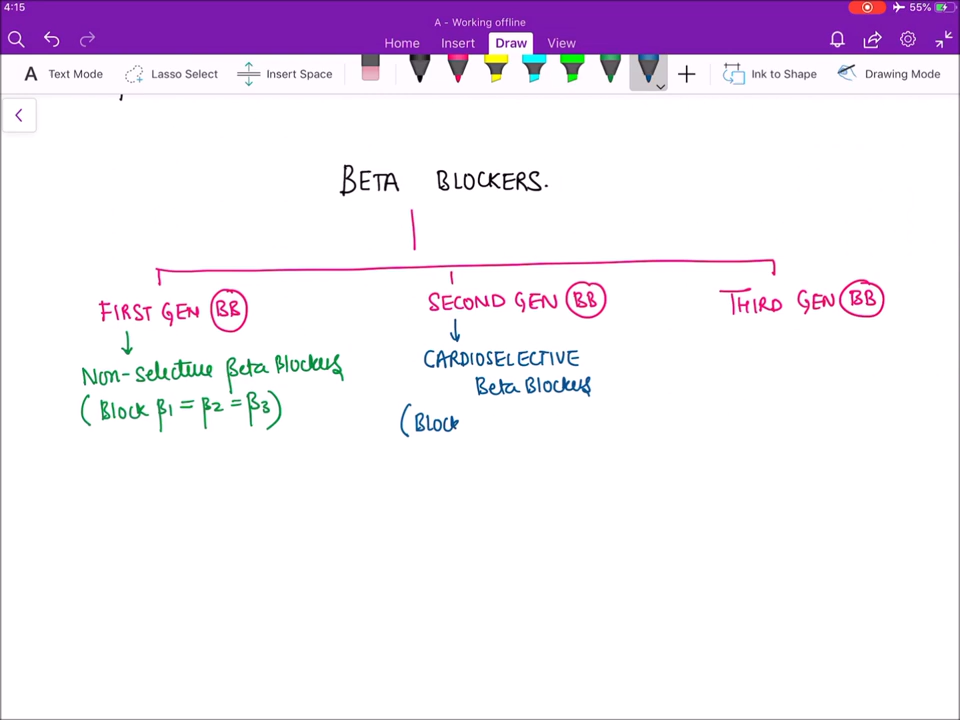 4:15
55%
A - Working offline
Home Insert Draw View
A Text Mode Lasso Select Insert Space Ink to Shape Drawing Mode
BETA BLOCKERS.
FIRST GEN BB
SECOND GEN BB
THIRD GEN BB
Non-selective Beta Blockers
(Block β1 = β2 = β3)
CARDIOSELECTIVE
Beta Blockers
(Block